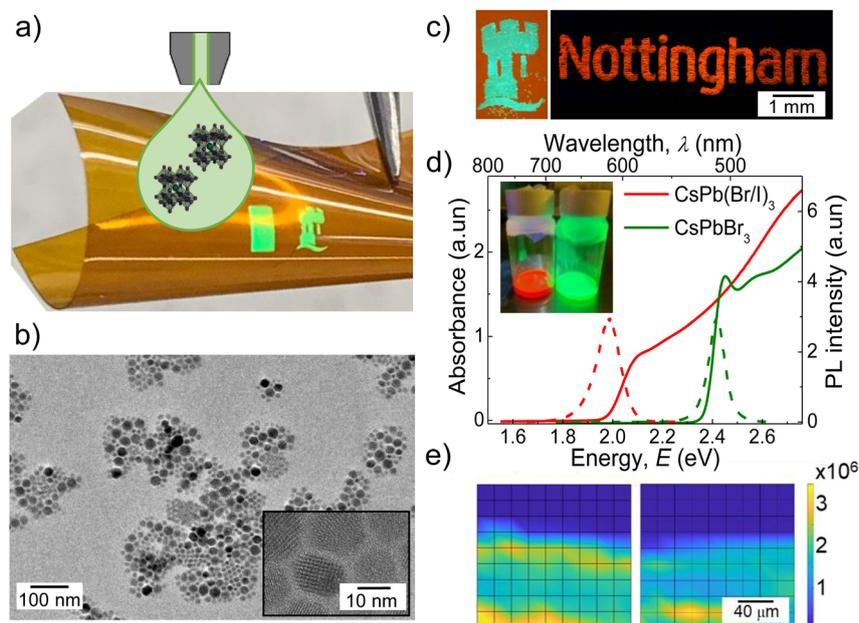 a)
b)
100 nm
10 nm
c)
Nottingham
1 mm
d)
Wavelength, λ (nm)
800 700 600 500
CsPb(Br/I)₃
CsPbBr₃
Absorbance (a.un)
2
1
0
PL intensity (a.un)
6
4
2
0
1.6 1.8 2.0 2.2 2.4 2.6
Energy, E (eV)
e)
x10⁶
3
2
1
40 µm